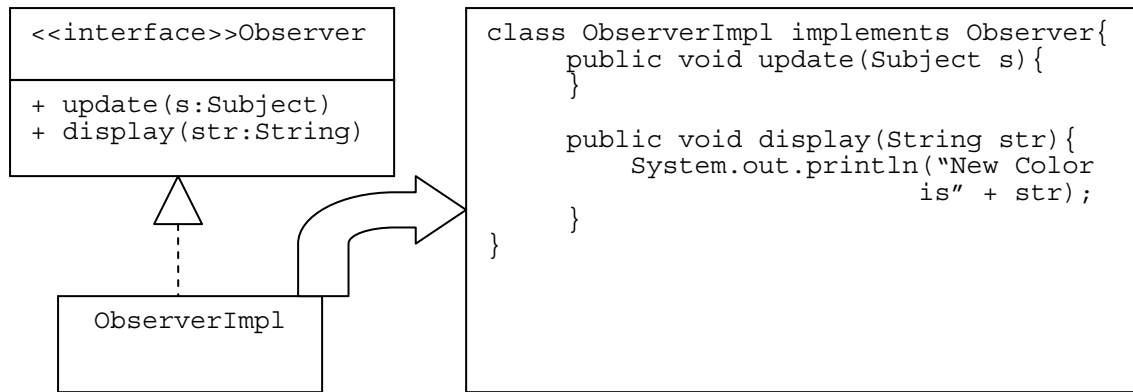 <<interface>>Observer
+ update(s:Subject)
+ display(str:String)
ObserverImpl
class ObserverImpl implements Observer{
public void update(Subject s){
}
public void display(String str){
System.out.println(“New Color
is” + str);
}
}